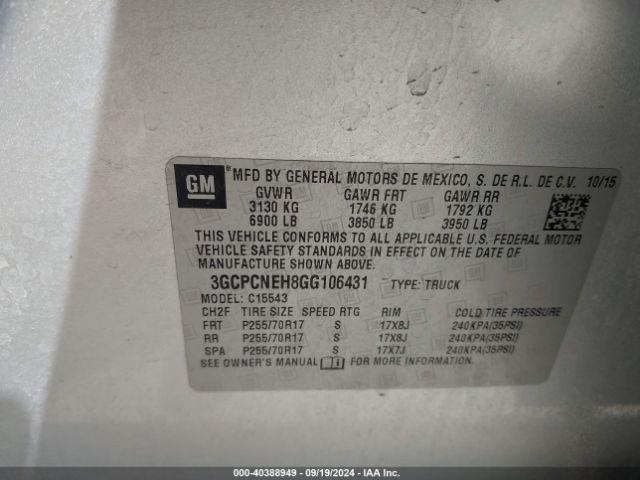 GM *MFD BY GENERAL MOTORS DE MEXICO, S. DE R.L. DE C.V. 10/15
GVWR GAWR FRT GAWR RR
3130 KG 1746 KG 1792 KG
6900 LB 3850 LB 3950 LB
THIS VEHICLE CONFORMS TO ALL APPLICABLE U.S. FEDERAL MOTOR
VEHICLE SAFETY STANDARDS IN EFFECT ON THE DATE OF
MANUFACTURE SHOWN ABOVE.
3GCPCNEH8GG106431 TYPE: TRUCK
MODEL: C15543
CH2F TIRE SIZE SPEED RTG RIM COLD TIRE PRESSURE
FRT P255/70R17 S 17X8J 240KPA(35PSI)
RR P255/70R17 S 17X8J 240KPA(35PSI)
SPA P255/70R17 S 17X7J 240KPA(35PSI)
SEE OWNER'S MANUAL FOR MORE INFORMATION.
©-40388949 - 09/19/2024 - IAA Inc.